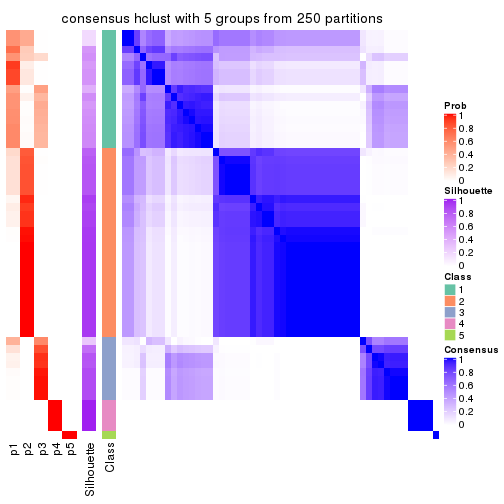 consensus hclust with 5 groups from 250 partitions
p1
p2
p3
p4
p5
Silhouette
Class
Prob
1
0.8
0.6
0.4
0.2
0
Silhouette
1
0.8
0.6
0.4
0.2
0
Class
1
2
3
4
5
Consensus
1
0.8
0.6
0.4
0.2
0